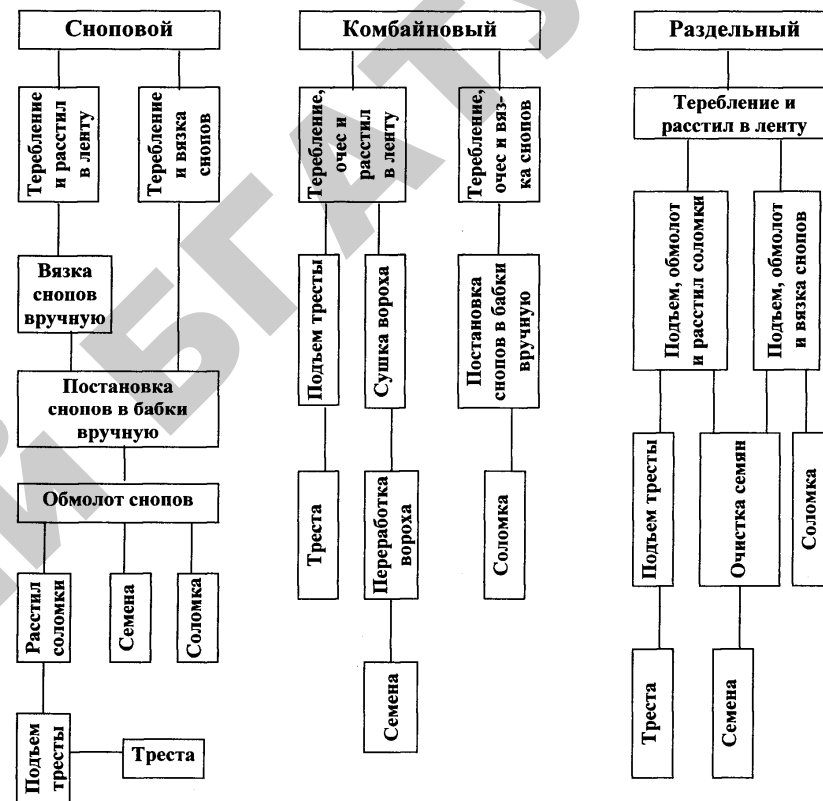 Сноповой
Теребление
и расстил
в ленту
Теребление
и вязка
снопов
Вязка
снопов
вручную
Постановка
снопов в бабки
вручную
Обмолот снопов
Расстил
соломки
Семена
Соломка
Подъем
тресты
Треста
Комбайновый
Теребление,
очес и
расстил
в ленту
Теребление,
очес и вяз-
ка снопов
Подъем тресты
Сушка вороха
Постановка
снопов в бабки
вручную
Треста
Переработка
вороха
Соломка
Семена
Раздельный
Теребление и
расстил в ленту
Подъем, обмолот
и расстил соломки
Подъем, обмолот
и вязка снопов
Подъем тресты
Очистка семян
Соломка
Треста
Семена
ИЙ БГАТУ